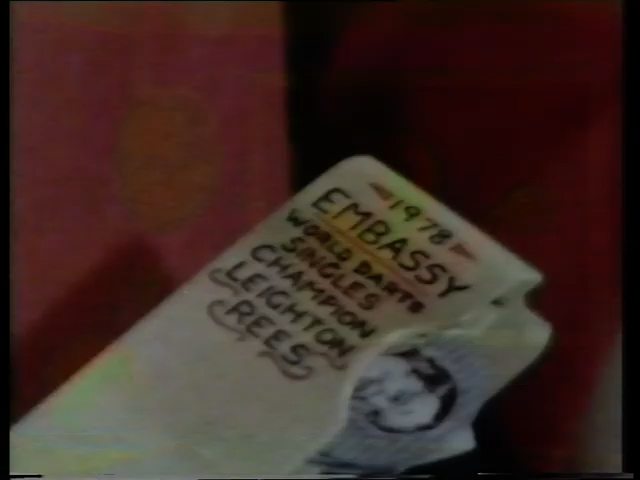 1978
EMBASSY
WORLD DARTS
SINGLES
CHAMPION
LEIGHTON
REES